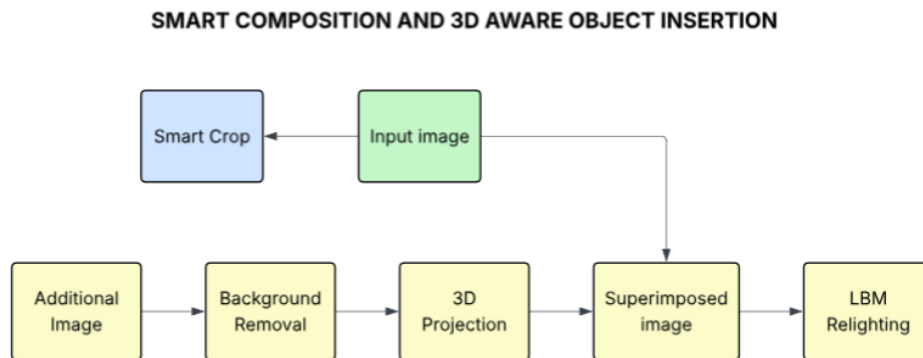 SMART COMPOSITION AND 3D AWARE OBJECT INSERTION
Smart Crop
Input image
Additional
Image
Background
Removal
3D
Projection
Superimposed
image
LBM
Relighting